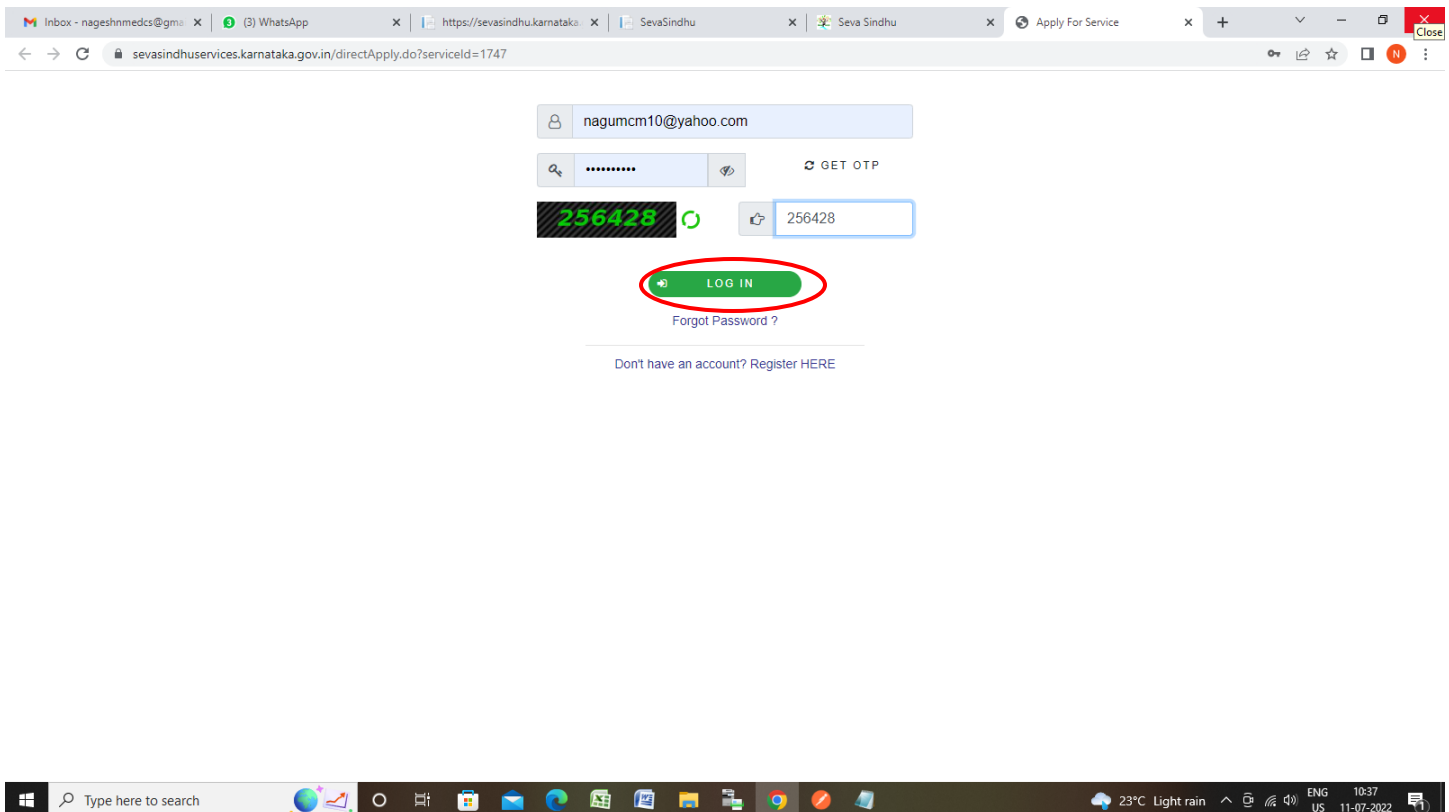 Inbox - nageshnmedcs@gma
3 (3) WhatsApp
https://sevasindhu.karnataka.
SevaSindhu
Seva Sindhu
Apply For Service
Close
sevasindhuservices.karnataka.gov.in/directApply.do?serviceId=1747
N
nagumcm10@yahoo.com
•••••••••• GET OTP
256428 256428
LOG IN
Forgot Password ?
Don't have an account? Register HERE
Type here to search
23°C Light rain
ENG
US
10:37
11-07-2022
1